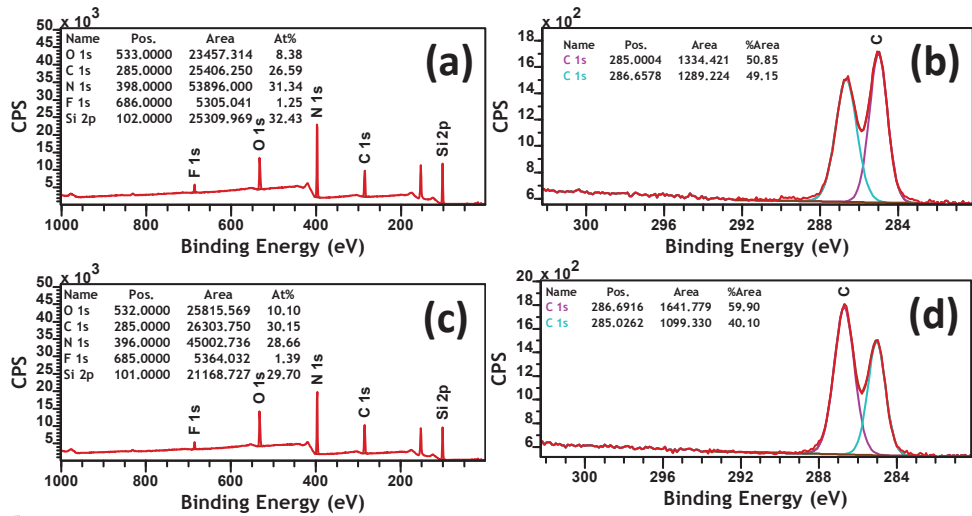 50 x 10³
Name Pos. Area At%
O 1s 533.0000 23457.314 8.38
C 1s 285.0000 25406.250 26.59
N 1s 398.0000 53896.000 31.34
F 1s 686.0000 5305.041 1.25
Si 2p 102.0000 25309.969 32.43
(a)
CPS
45
40
35
30
25
20
15
10
5
F 1s
O 1s
N 1s
C 1s
Si 2p
1000 800 600 400 200
Binding Energy (eV)
x 10²
Name Pos. Area %Area
C 1s 285.0004 1334.421 50.85
C 1s 286.6578 1289.224 49.15
C
(b)
CPS
18
16
14
12
10
8
6
300 296 292 288 284
Binding Energy (eV)
50 x 10³
Name Pos. Area At%
O 1s 532.0000 25815.569 10.10
C 1s 285.0000 26303.750 30.15
N 1s 396.0000 45002.736 28.66
F 1s 685.0000 5364.032 1.39
Si 2p 101.0000 21168.727 29.70
(c)
CPS
45
40
35
30
25
20
15
10
5
F 1s
O 1s
N 1s
C 1s
Si 2p
1000 800 600 400 200
Binding Energy (eV)
20 x 10²
Name Pos. Area %Area
C 1s 286.6916 1641.779 59.90
C 1s 285.0262 1099.330 40.10
C
(d)
CPS
18
16
14
12
10
8
6
300 296 292 288 284
Binding Energy (eV)